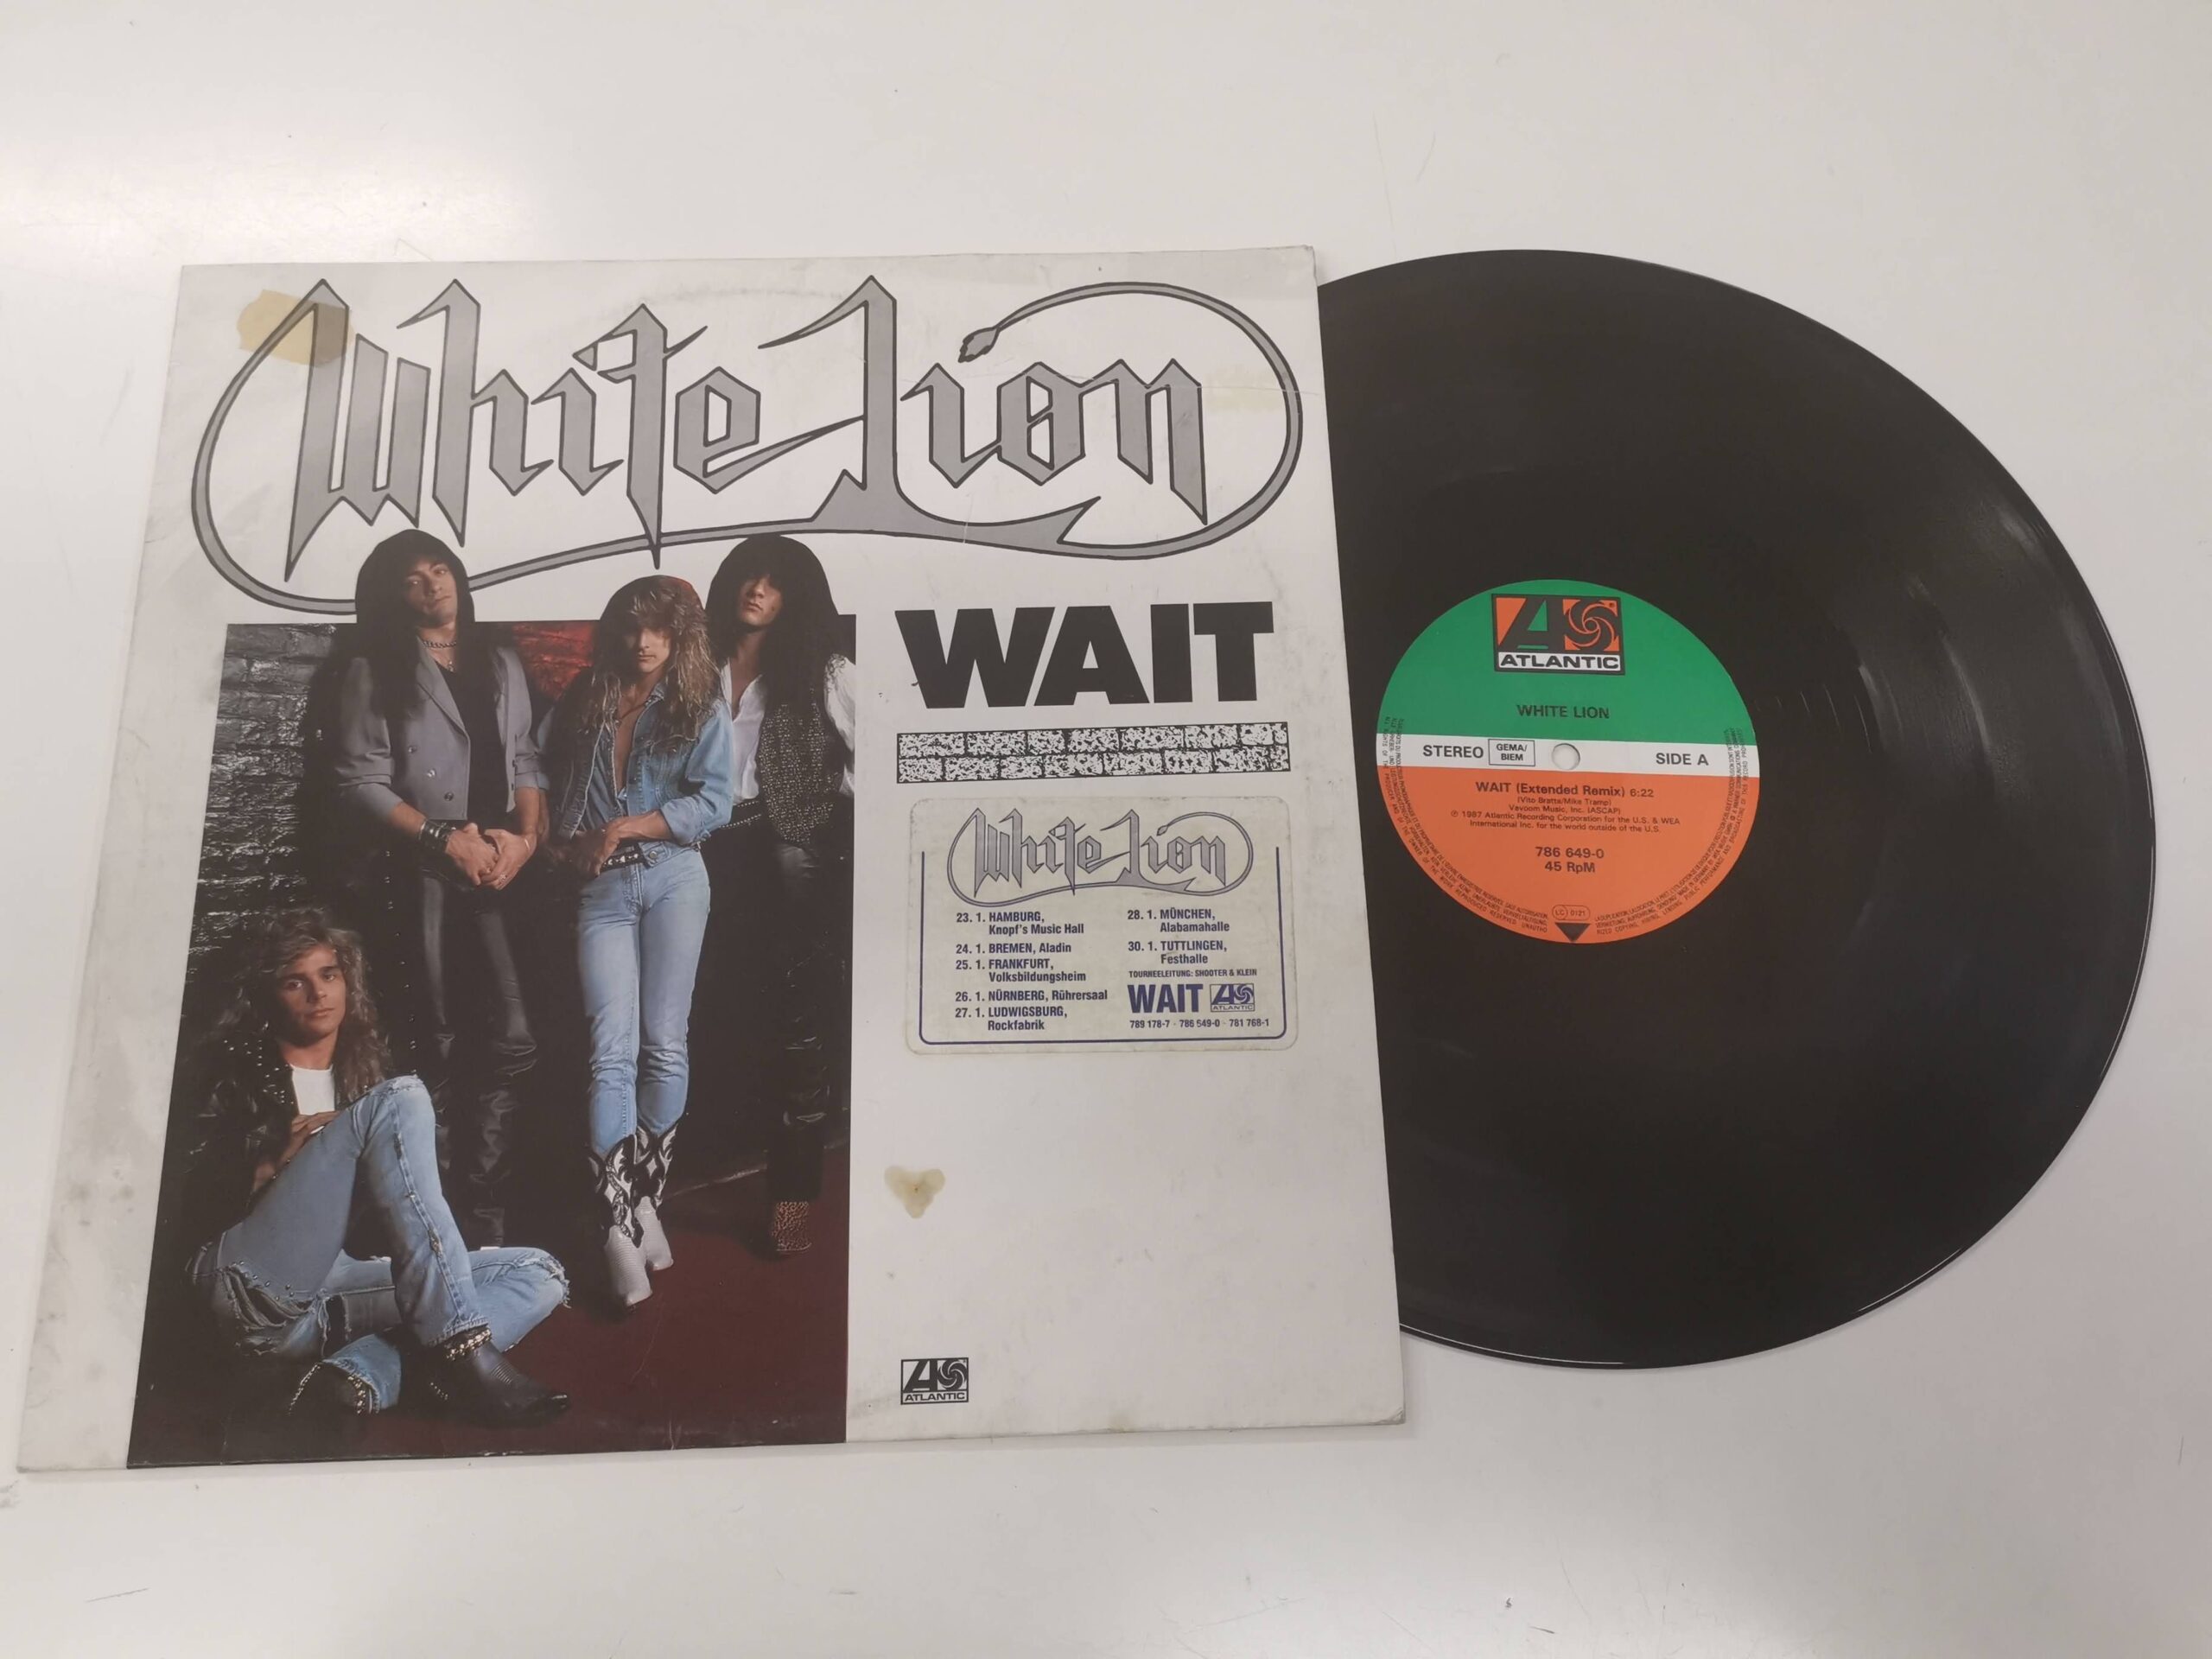 White Lion
WAIT
White Lion
23. 1. HAMBURG,
Knopf's Music Hall
24. 1. BREMEN, Aladin
25. 1. FRANKFURT,
Volksbildungsheim
26. 1. NÜRNBERG, Rührersaal
27. 1. LUDWIGSBURG,
Rockfabrik
28. 1. MÜNCHEN,
Alabamahalle
30. 1. TUTTLINGEN,
Festhalle
TOURNEELEITUNG: SHOOTER & KLEIN
WAIT
ATLANTIC
789 178-7 · 786 549-0 · 781 768-1
ATLANTIC
ATLANTIC
WHITE LION
STEREO GEMA/ BIEM SIDE A
WAIT (Extended Remix) 6:22
(Vito Bratta/Mike Tramp)
Vavoom Music, Inc. (ASCAP)
℗ 1987 Atlantic Recording Corporation for the U.S. & WEA
International Inc. for the world outside of the U.S.
786 649-0
45 RpM
LC 0121